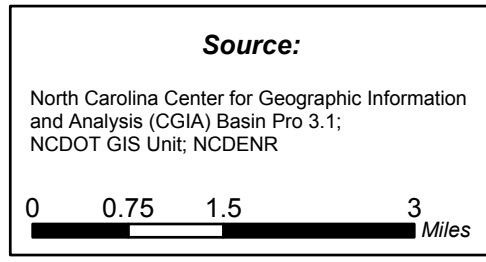 Source:
North Carolina Center for Geographic Information
and Analysis (CGIA) Basin Pro 3.1;
NCDOT GIS Unit; NCDENR
0 0.75 1.5 3
Miles